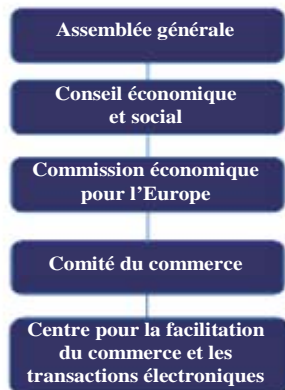 Assemblée générale
Conseil économique
et social
Commission économique
pour l’Europe
Comité du commerce
Centre pour la facilitation
du commerce et les
transactions électroniques